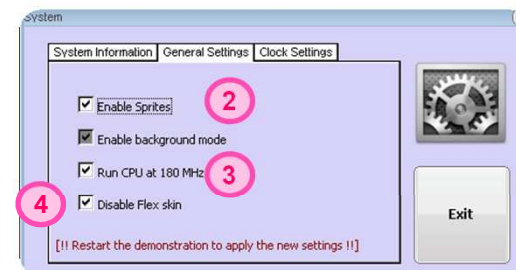 System
System Information General Settings Clock Settings
Enable Sprites 2
Enable background mode
Run CPU at 180 MHz 3
4 Disable Flex skin
Exit
[!! Restart the demonstration to apply the new settings !!]